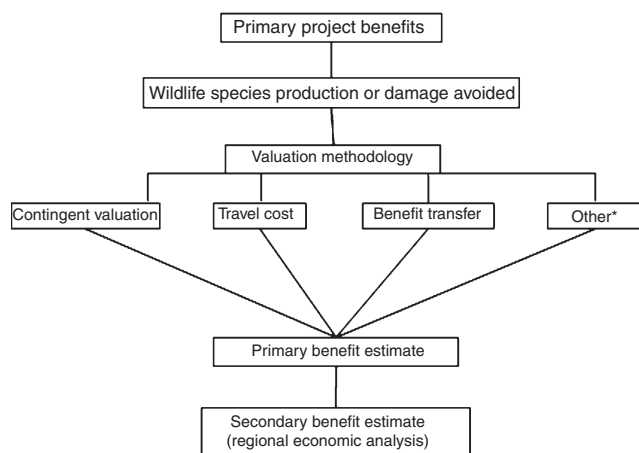 Primary project benefits
Wildlife species production or damage avoided
Valuation methodology
Contingent valuation
Travel cost
Benefit transfer
Other*
Primary benefit estimate
Secondary benefit estimate
(regional economic analysis)